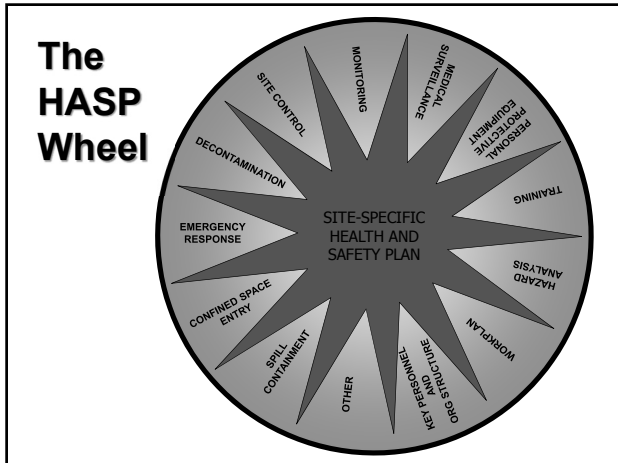 The
HASP
Wheel
MONITORING
MEDICAL
SURVEILLANCE
PERSONAL
PROTECTIVE
EQUIPMENT
TRAINING
HAZARD
ANALYSIS
WORKPLAN
ORG STRUCTURE
AND
KEY PERSONNEL
OTHER
SPILL
CONTAINMENT
CONFINED SPACE
ENTRY
EMERGENCY
RESPONSE
DECONTAMINATION
SITE CONTROL
SITE-SPECIFIC
HEALTH AND
SAFETY PLAN